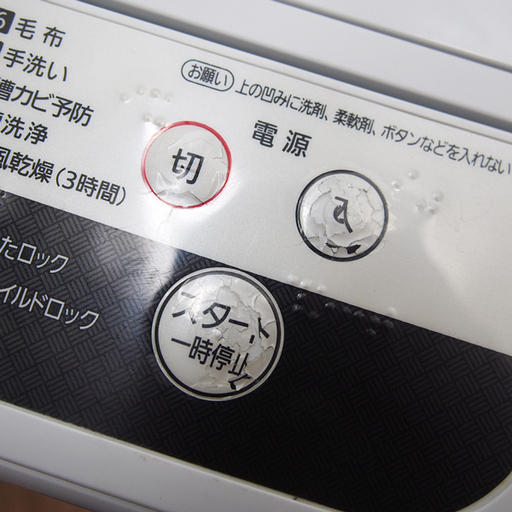 6 毛布
手洗い
槽カビ予防
洗浄
風乾燥(3時間)
お願い 上の凹みに洗剤、柔軟剤、ボタンなどを入れない
電源
切
入
たロック
イルドロック
スタート
一時停止